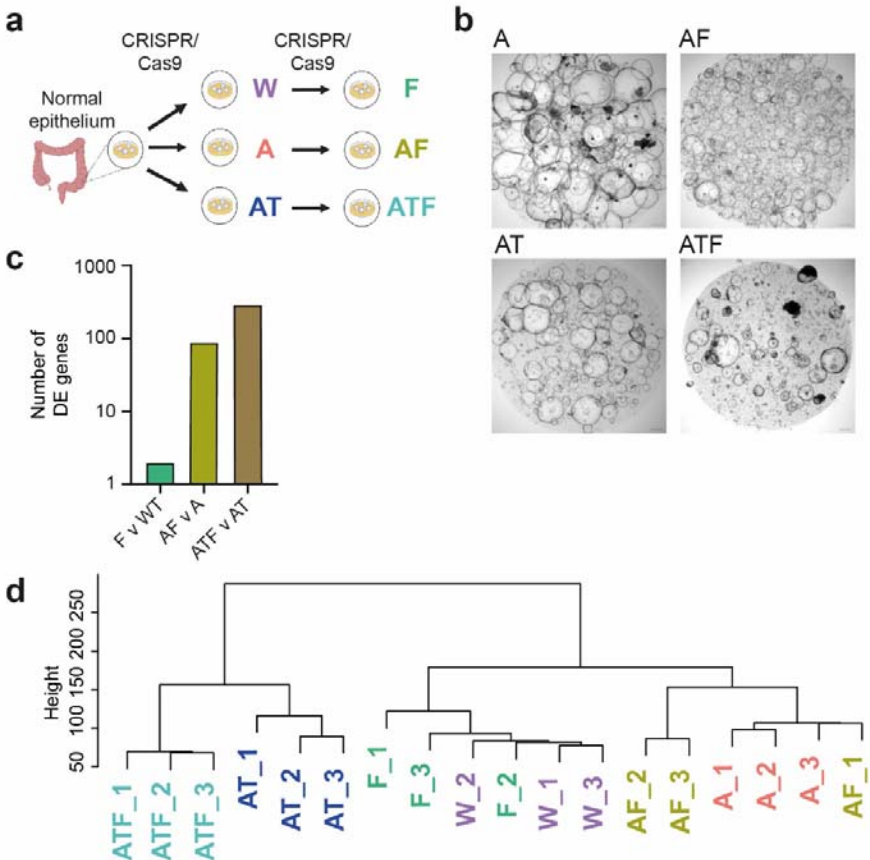 a
CRISPR/
Cas9
CRISPR/
Cas9
Normal
epithelium
W
F
A
AF
AT
ATF
b
A
AF
AT
ATF
c
Number of
DE genes
1000
100
10
1
F v WT
AF v A
ATF v AT
d
Height
50 100 150 200 250
ATF_1
ATF_2
ATF_3
AT_1
AT_2
AT_3
F_1
F_3
W_2
F_2
W_1
W_3
AF_2
AF_3
A_1
A_2
A_3
AF_1